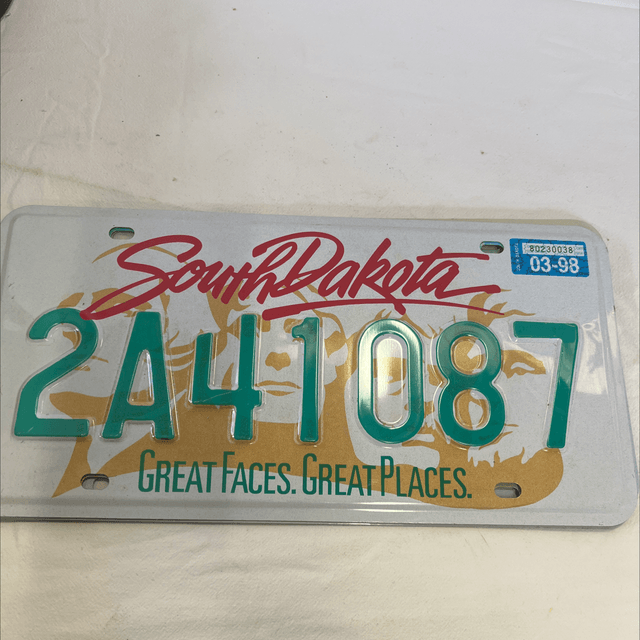 South Dakota
80230038
03-98
2A41087
GREAT FACES. GREAT PLACES.